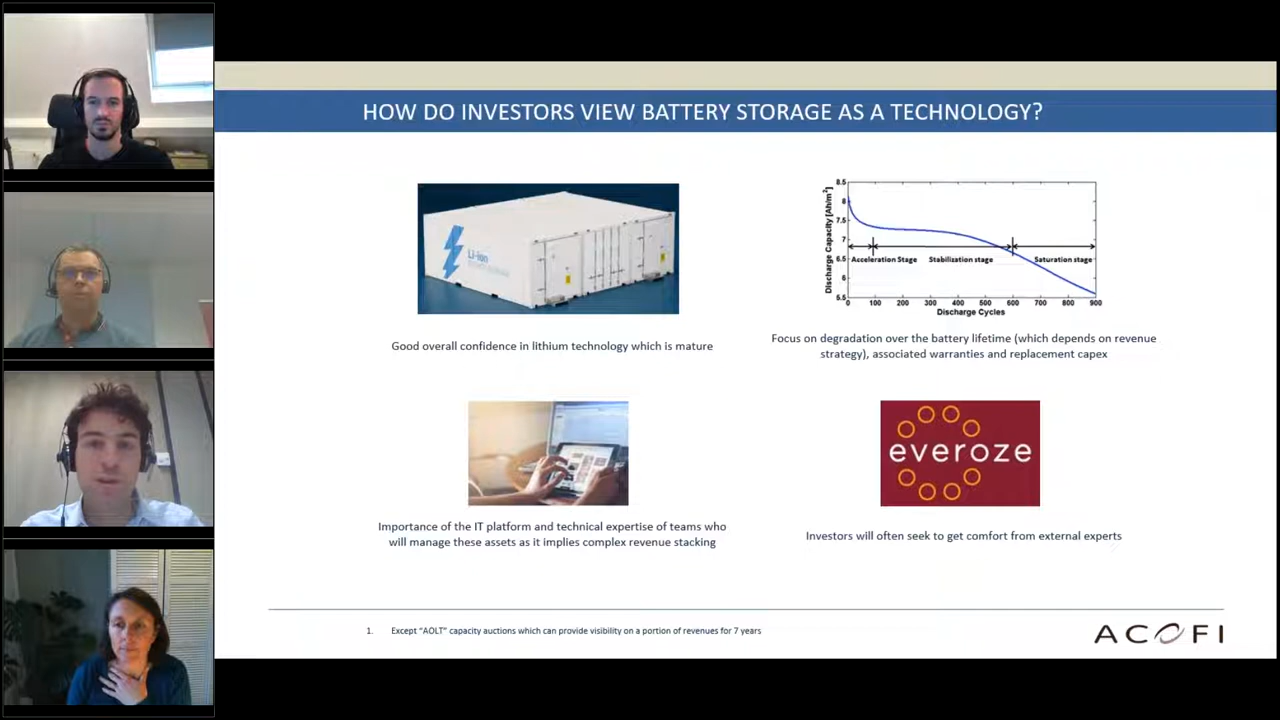 HOW DO INVESTORS VIEW BATTERY STORAGE AS A TECHNOLOGY?
Li-ion
Good overall confidence in lithium technology which is mature
8.5
8
7.5
7
6.5
6
5.5
Discharge Capacity [Ah/m²]
Acceleration Stage
Stabilization stage
Saturation stage
0 100 200 300 400 500 600 700 800 900
Discharge Cycles
Focus on degradation over the battery lifetime (which depends on revenue
strategy), associated warranties and replacement capex
Importance of the IT platform and technical expertise of teams who
will manage these assets as it implies complex revenue stacking
everoze
Investors will often seek to get comfort from external experts
1. Except “AOLT” capacity auctions which can provide visibility on a portion of revenues for 7 years
ACOFI